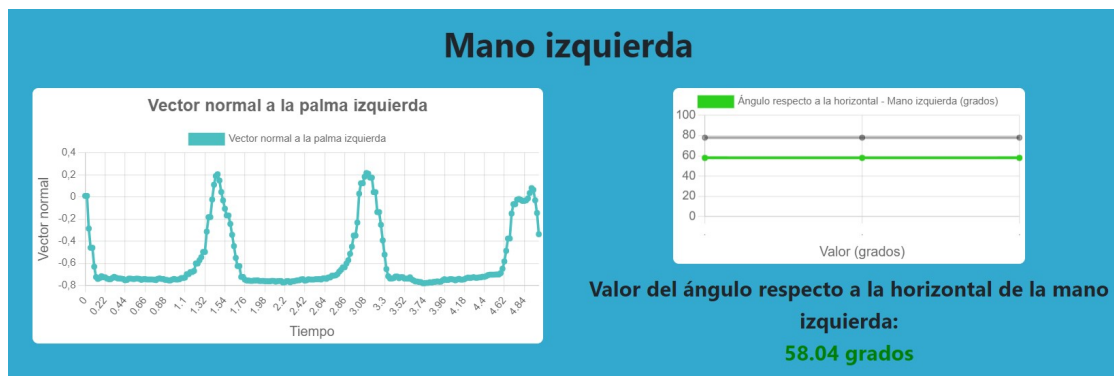 Mano izquierda
Vector normal a la palma izquierda
Vector normal a la palma izquierda
0,4
0,2
0
-0,2
-0,4
-0,6
-0,8
Vector normal
0 0.22 0.44 0.66 0.88 1.1 1.32 1.54 1.76 1.98 2.2 2.42 2.64 2.86 3.08 3.3 3.52 3.74 3.96 4.18 4.4 4.62 4.84
Tiempo
Ángulo respecto a la horizontal - Mano izquierda (grados)
100
80
60
40
20
0
Valor (grados)
Valor del ángulo respecto a la horizontal de la mano
izquierda:
58.04 grados